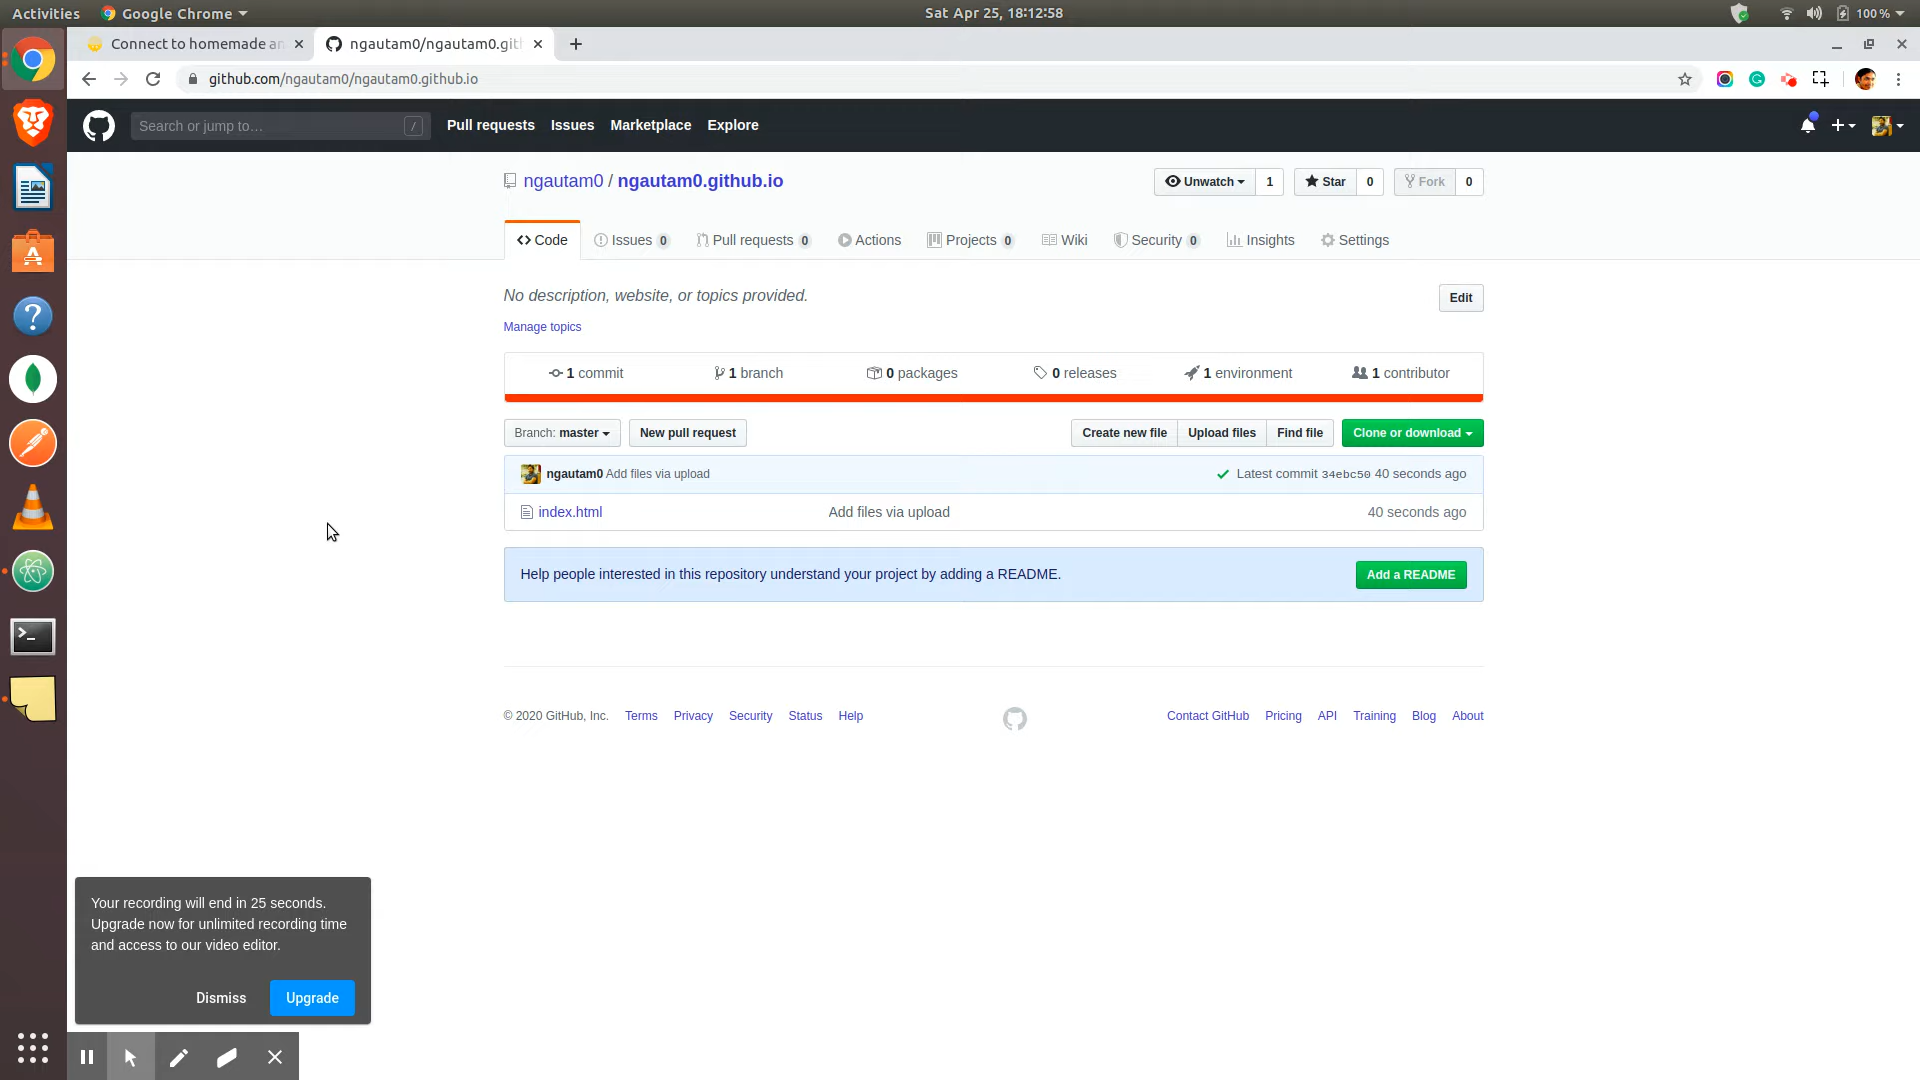 Activities Google Chrome Sat Apr 25, 18:12:58 100 %
Connect to homemade an ngautam0/ngautam0.gith
github.com/ngautam0/ngautam0.github.io
Search or jump to… / Pull requests Issues Marketplace Explore
ngautam0 / ngautam0.github.io Unwatch 1 Star 0 Fork 0
Code Issues 0 Pull requests 0 Actions Projects 0 Wiki Security 0 Insights Settings
No description, website, or topics provided. Edit
Manage topics
1 commit 1 branch 0 packages 0 releases 1 environment 1 contributor
Branch: master New pull request Create new file Upload files Find file Clone or download
ngautam0 Add files via upload Latest commit 34ebc50 40 seconds ago
index.html Add files via upload 40 seconds ago
Help people interested in this repository understand your project by adding a README. Add a README
© 2020 GitHub, Inc. Terms Privacy Security Status Help Contact GitHub Pricing API Training Blog About
Your recording will end in 25 seconds.
Upgrade now for unlimited recording time
and access to our video editor.
Dismiss Upgrade